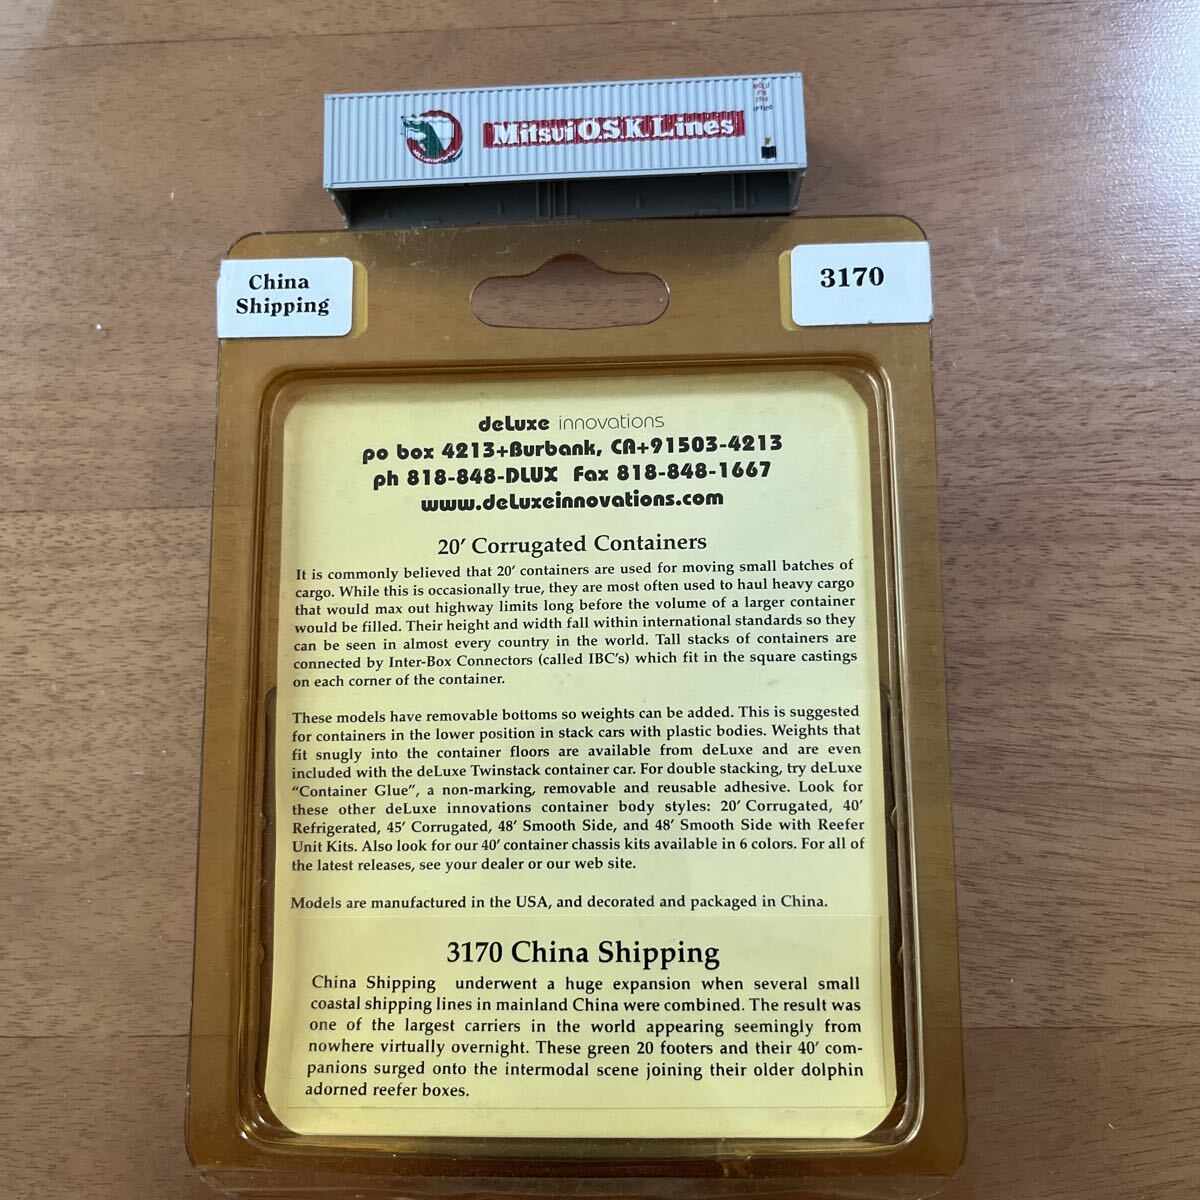 Mitsui O.S.K. Lines
China
Shipping
3170
deLuxe innovations
po box 4213+Burbank, CA+91503-4213
ph 818-848-DLUX Fax 818-848-1667
www.deLuxeinnovations.com
20' Corrugated Containers
It is commonly believed that 20' containers are used for moving small batches of
cargo. While this is occasionally true, they are most often used to haul heavy cargo
that would max out highway limits long before the volume of a larger container
would be filled. Their height and width fall within international standards so they
can be seen in almost every country in the world. Tall stacks of containers are
connected by Inter-Box Connectors (called IBC's) which fit in the square castings
on each corner of the container.
These models have removable bottoms so weights can be added. This is suggested
for containers in the lower position in stack cars with plastic bodies. Weights that
fit snugly into the container floors are available from deLuxe and are even
included with the deLuxe Twinstack container car. For double stacking, try deLuxe
"Container Glue", a non-marking, removable and reusable adhesive. Look for
these other deLuxe innovations container body styles: 20' Corrugated, 40'
Refrigerated, 45' Corrugated, 48' Smooth Side, and 48' Smooth Side with Reefer
Unit Kits. Also look for our 40' container chassis kits available in 6 colors. For all of
the latest releases, see your dealer or our web site.
Models are manufactured in the USA, and decorated and packaged in China.
3170 China Shipping
China Shipping underwent a huge expansion when several small
coastal shipping lines in mainland China were combined. The result was
one of the largest carriers in the world appearing seemingly from
nowhere virtually overnight. These green 20 footers and their 40' com-
panions surged onto the intermodal scene joining their older dolphin
adorned reefer boxes.